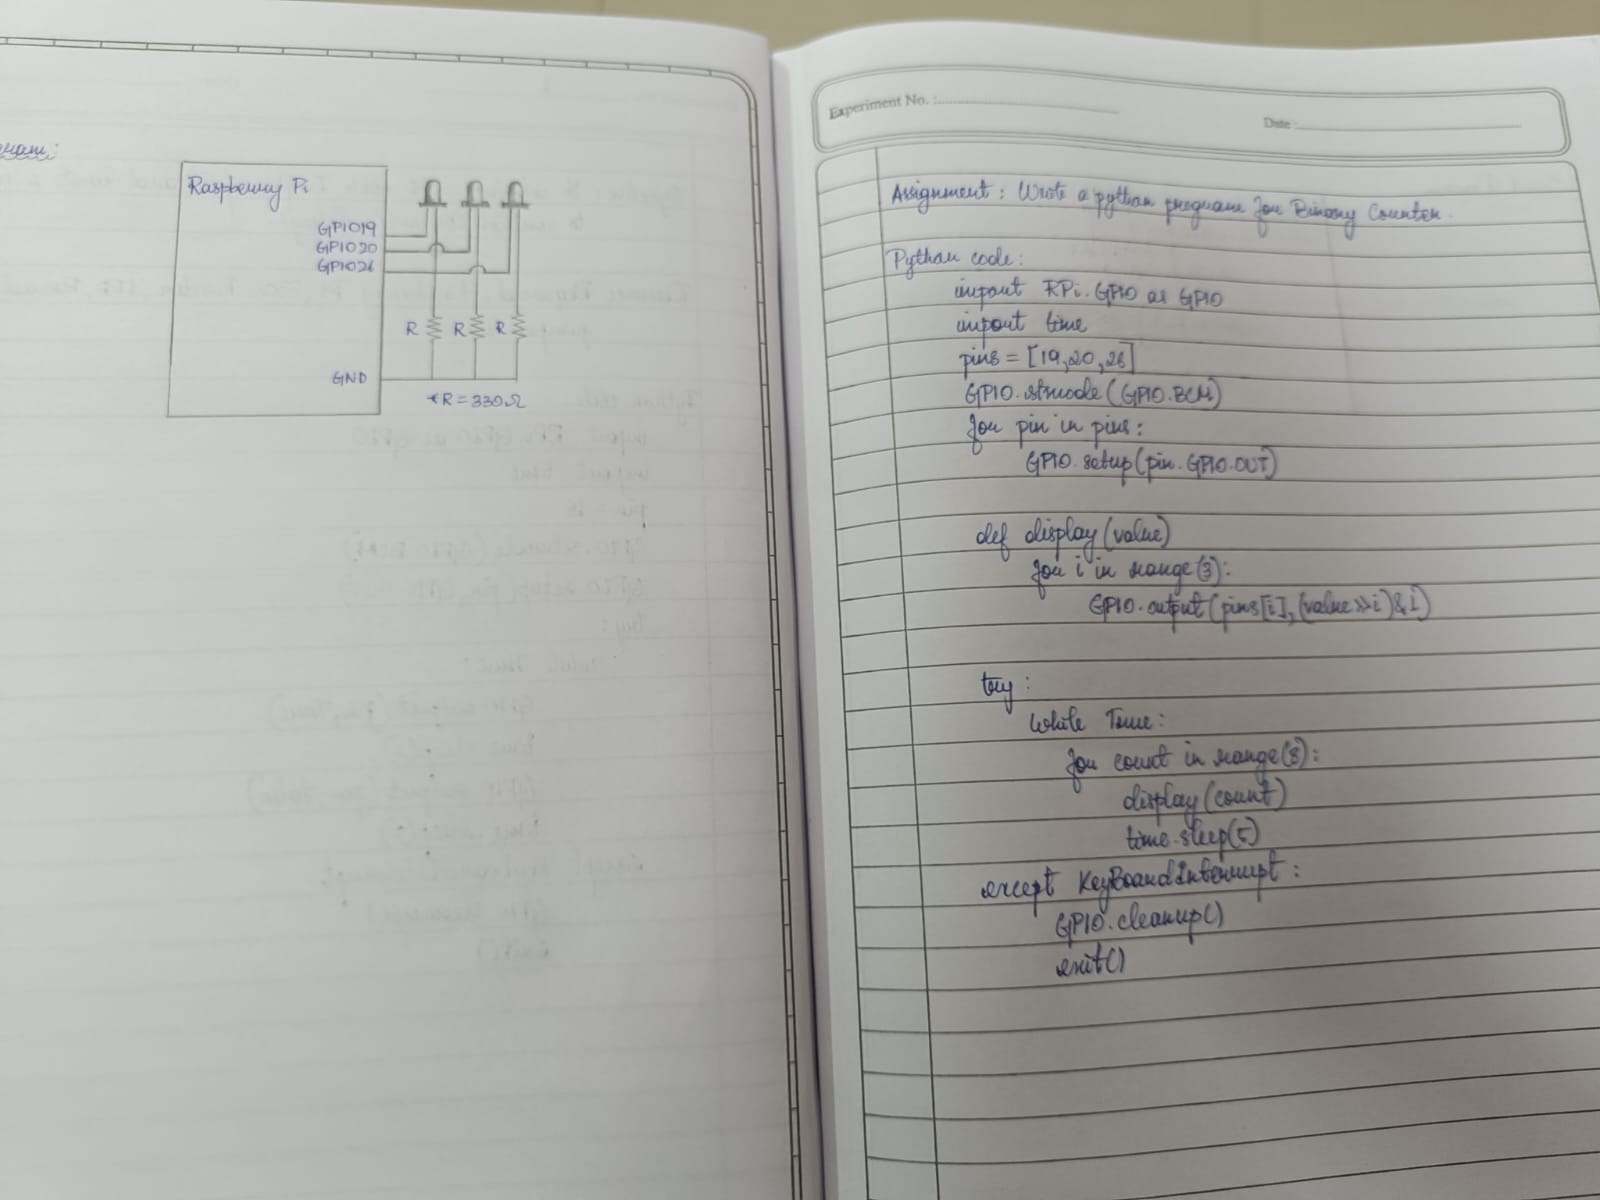 Raspberry Pi
GPIO19
GPIO20
GPIO26
R R R
GND
*R = 330Ω
Experiment No. :
Date :
Assignment : Wrote a python program for Binary Counter.
Python code :
import RPi.GPIO as GPIO
import time
pins = [19,20,26]
GPIO.setmode(GPIO.BCM)
for pin in pins :
GPIO.setup(pin.GPIO.OUT)
def display(value)
for i in range(3):
GPIO.output(pins[i],(value>>i)&1)
try :
While True :
for count in range(8):
display(count)
time.sleep(5)
except KeyBoardInterrupt :
GPIO.cleanup()
exit()